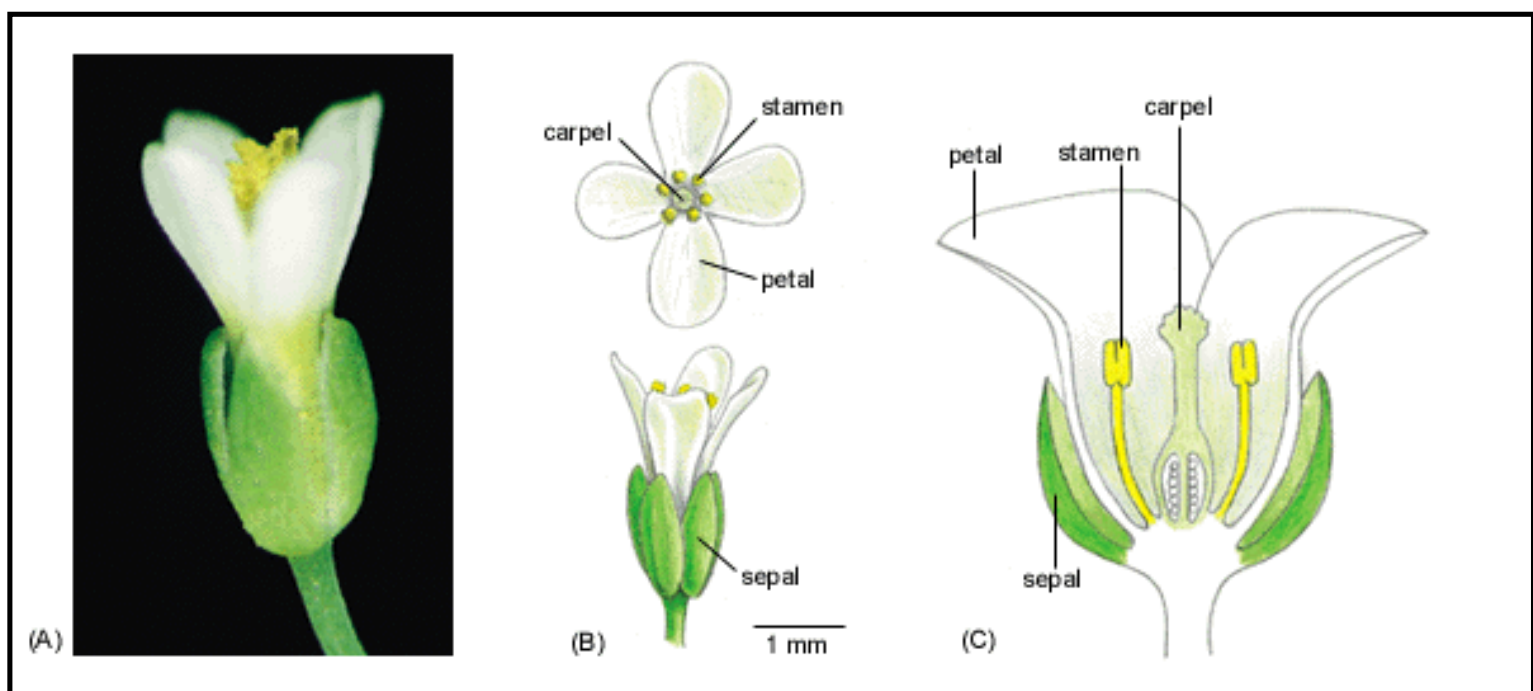 carpel
stamen
petal
sepal
1 mm
petal
stamen
carpel
sepal
(A)
(B)
(C)